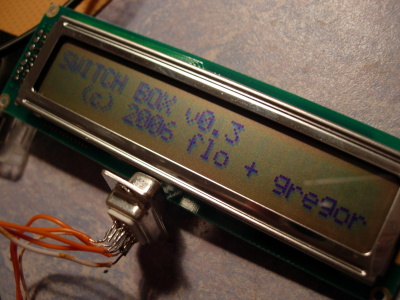 SWITCH BOX v0.3
(c) 2006 flo + gregor